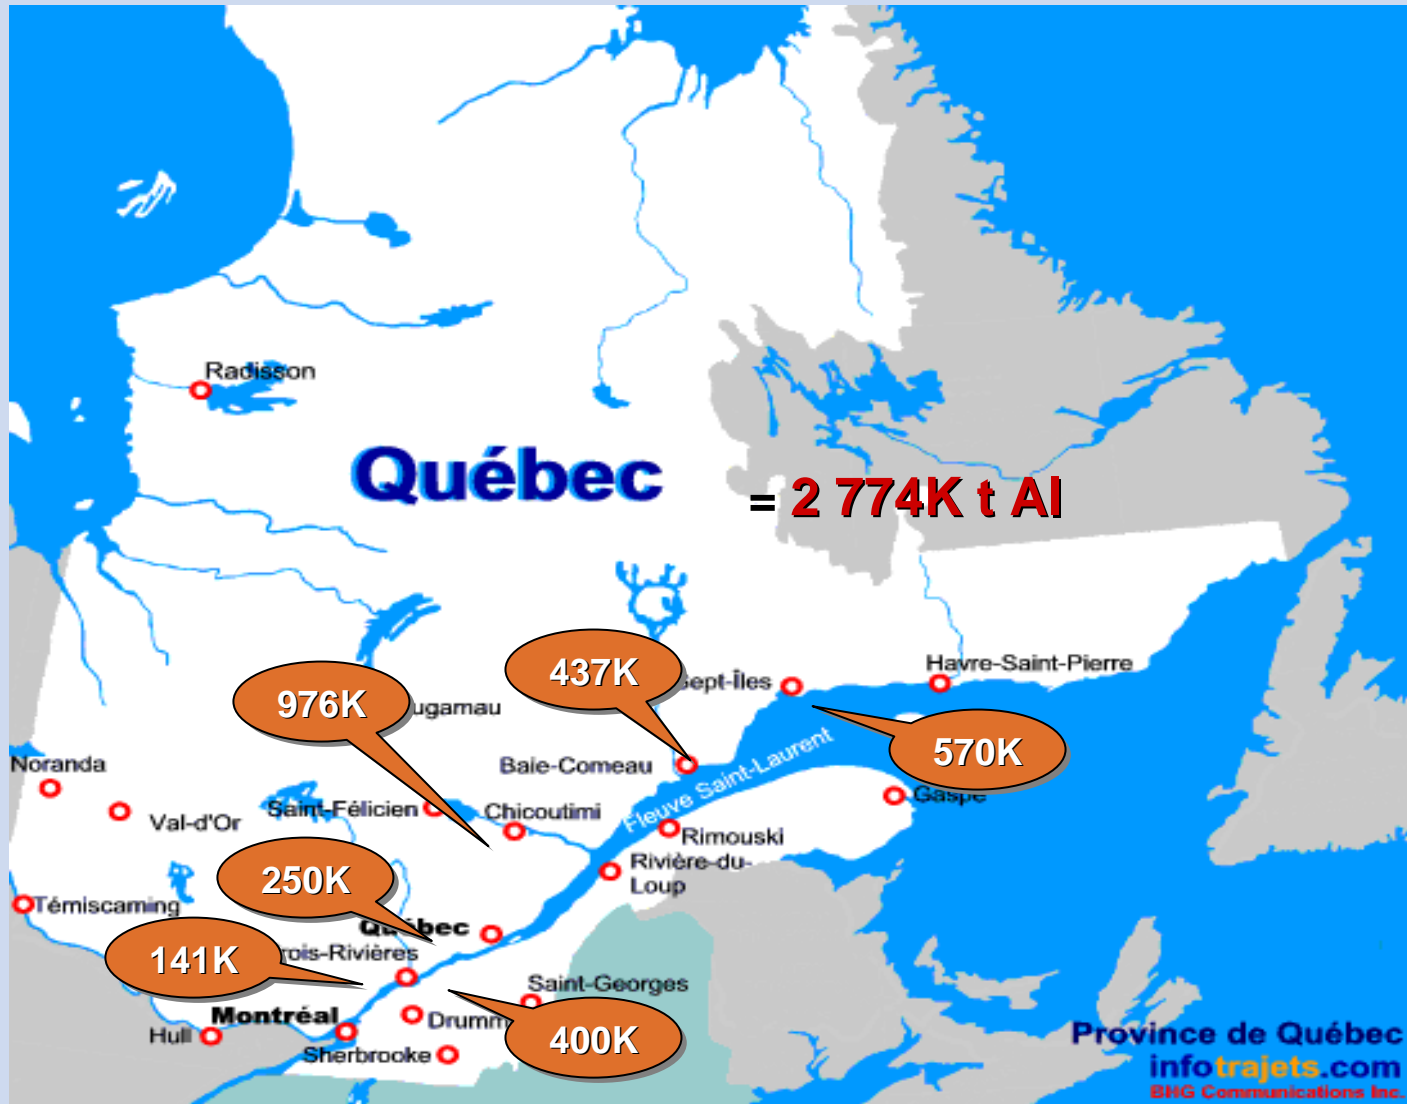 Radisson
Québec
= 2 774K t Al
Havre-Saint-Pierre
437K
Sept-Îles
976K
ugamau
570K
Fleuve Saint-Laurent
Noranda
Baie-Comeau
Gaspé
Saint-Félicien
Chicoutimi
Val-d'Or
Rimouski
Rivière-du-
Loup
250K
Témiscaming
Québec
141K
rois-Rivières
Saint-Georges
Montréal
Drumm
400K
Hull
Sherbrooke
Province de Québec
infotrajets.com
BHG Communications Inc.